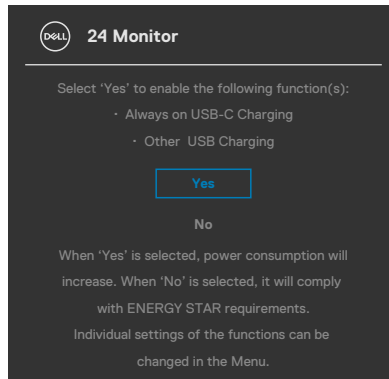 DELL 24 Monitor
Select ‘Yes’ to enable the following function(s):
· Always on USB-C Charging
· Other USB Charging
Yes
No
When ‘Yes’ is selected, power consumption will
increase. When ‘No’ is selected, it will comply
with ENERGY STAR requirements.
Individual settings of the functions can be
changed in the Menu.